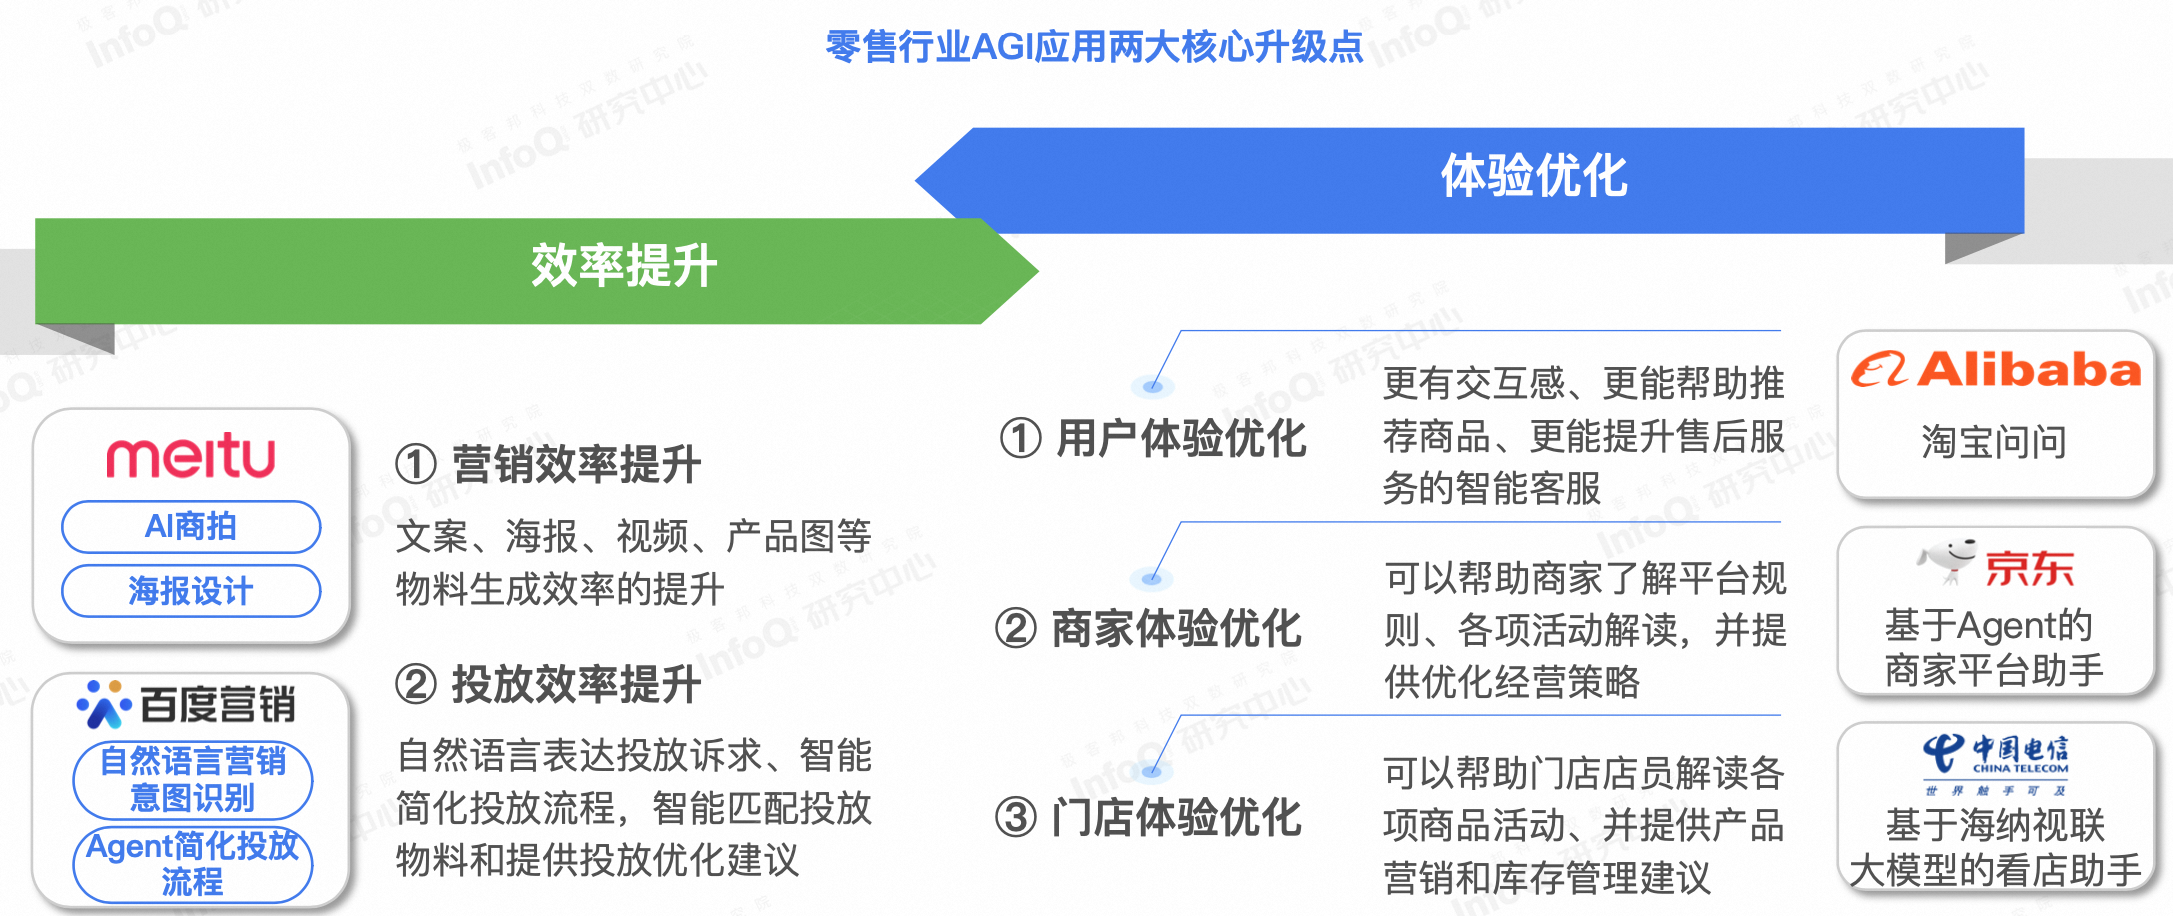 零售行业AGI应用两大核心升级点
体验优化
效率提升
meitu
AI商拍
海报设计
① 营销效率提升
文案、海报、视频、产品图等
物料生成效率的提升
百度营销
自然语言营销
意图识别
Agent简化投放
流程
② 投放效率提升
自然语言表达投放诉求、智能
简化投放流程，智能匹配投放
物料和提供投放优化建议
① 用户体验优化
更有交互感、更能帮助推
荐商品、更能提升售后服
务的智能客服
Alibaba
淘宝问问
② 商家体验优化
可以帮助商家了解平台规
则、各项活动解读，并提
供优化经营策略
京东
基于Agent的
商家平台助手
③ 门店体验优化
可以帮助门店店员解读各
项商品活动、并提供产品
营销和库存管理建议
中国电信
CHINA TELECOM
世界触手可及
基于海纳视联
大模型的看店助手
极客邦科技双数研究院
InfoQ 研究中心